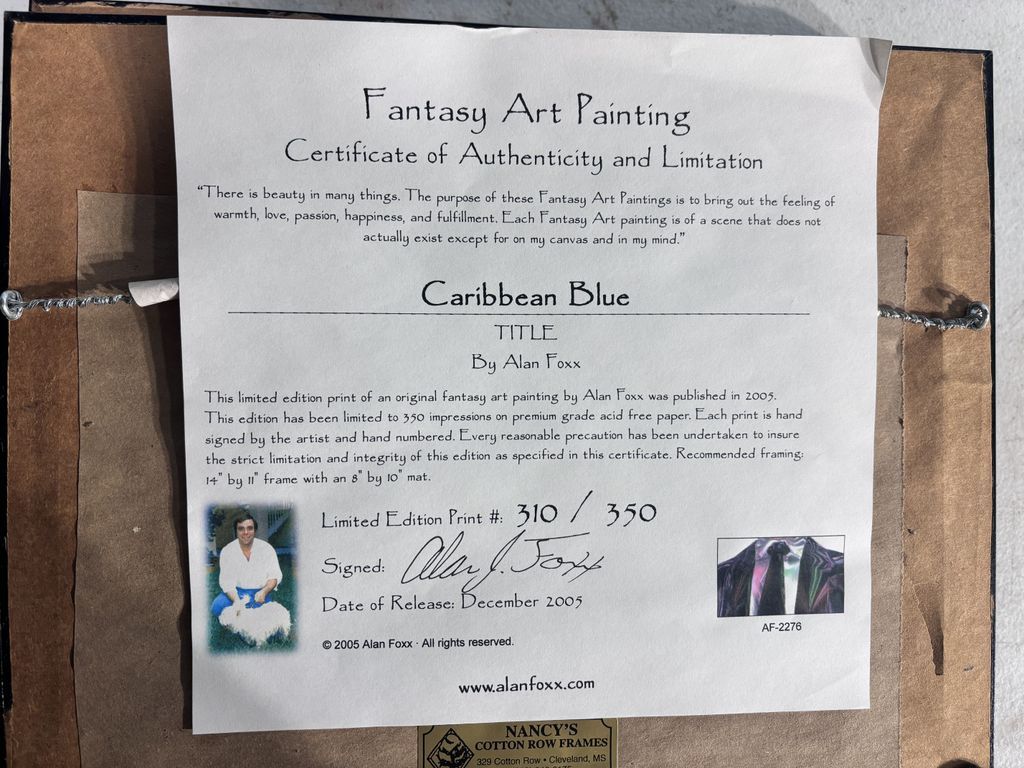 Fantasy Art Painting
Certificate of Authenticity and Limitation
“There is beauty in many things. The purpose of these Fantasy Art Paintings is to bring out the feeling of
warmth, love, passion, happiness, and fulfillment. Each Fantasy Art painting is of a scene that does not
actually exist except for on my canvas and in my mind.”
Caribbean Blue
TITLE
By Alan Foxx
This limited edition print of an original fantasy art painting by Alan Foxx was published in 2005.
This edition has been limited to 350 impressions on premium grade acid free paper. Each print is hand
signed by the artist and hand numbered. Every reasonable precaution has been undertaken to insure
the strict limitation and integrity of this edition as specified in this certificate. Recommended framing:
14" by 11" frame with an 8" by 10" mat.
Limited Edition Print #: 310 / 350
Signed: Alan J. Foxx
Date of Release: December 2005
AF-2276
© 2005 Alan Foxx · All rights reserved.
www.alanfoxx.com
NANCY'S
COTTON ROW FRAMES
329 Cotton Row • Cleveland, MS